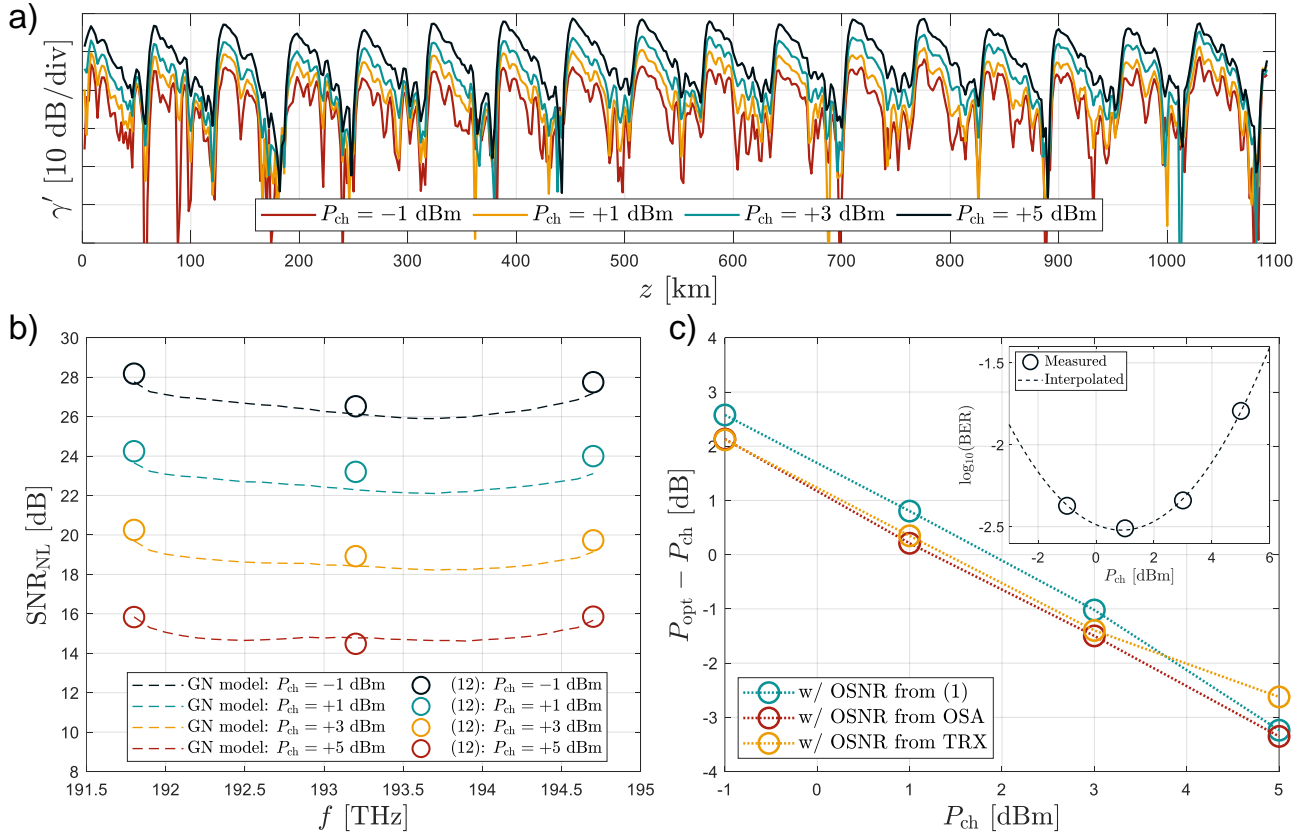 a)
γ′ [10 dB/div]
P_ch = −1 dBm P_ch = +1 dBm P_ch = +3 dBm P_ch = +5 dBm
0 100 200 300 400 500 600 700 800 900 1000 1100
z [km]
b)
SNR_NL [dB]
30
28
26
24
22
20
18
16
14
12
10
8
GN model: P_ch = −1 dBm (12): P_ch = −1 dBm
GN model: P_ch = +1 dBm (12): P_ch = +1 dBm
GN model: P_ch = +3 dBm (12): P_ch = +3 dBm
GN model: P_ch = +5 dBm (12): P_ch = +5 dBm
191.5 192 192.5 193 193.5 194 194.5 195
f [THz]
c)
P_opt − P_ch [dB]
4
3
2
1
0
-1
-2
-3
-4
Measured
Interpolated
log₁₀(BER)
-1.5
-2
-2.5
-2 0 2 4 6
P_ch [dBm]
w/ OSNR from (1)
w/ OSNR from OSA
w/ OSNR from TRX
-1 0 1 2 3 4 5
P_ch [dBm]